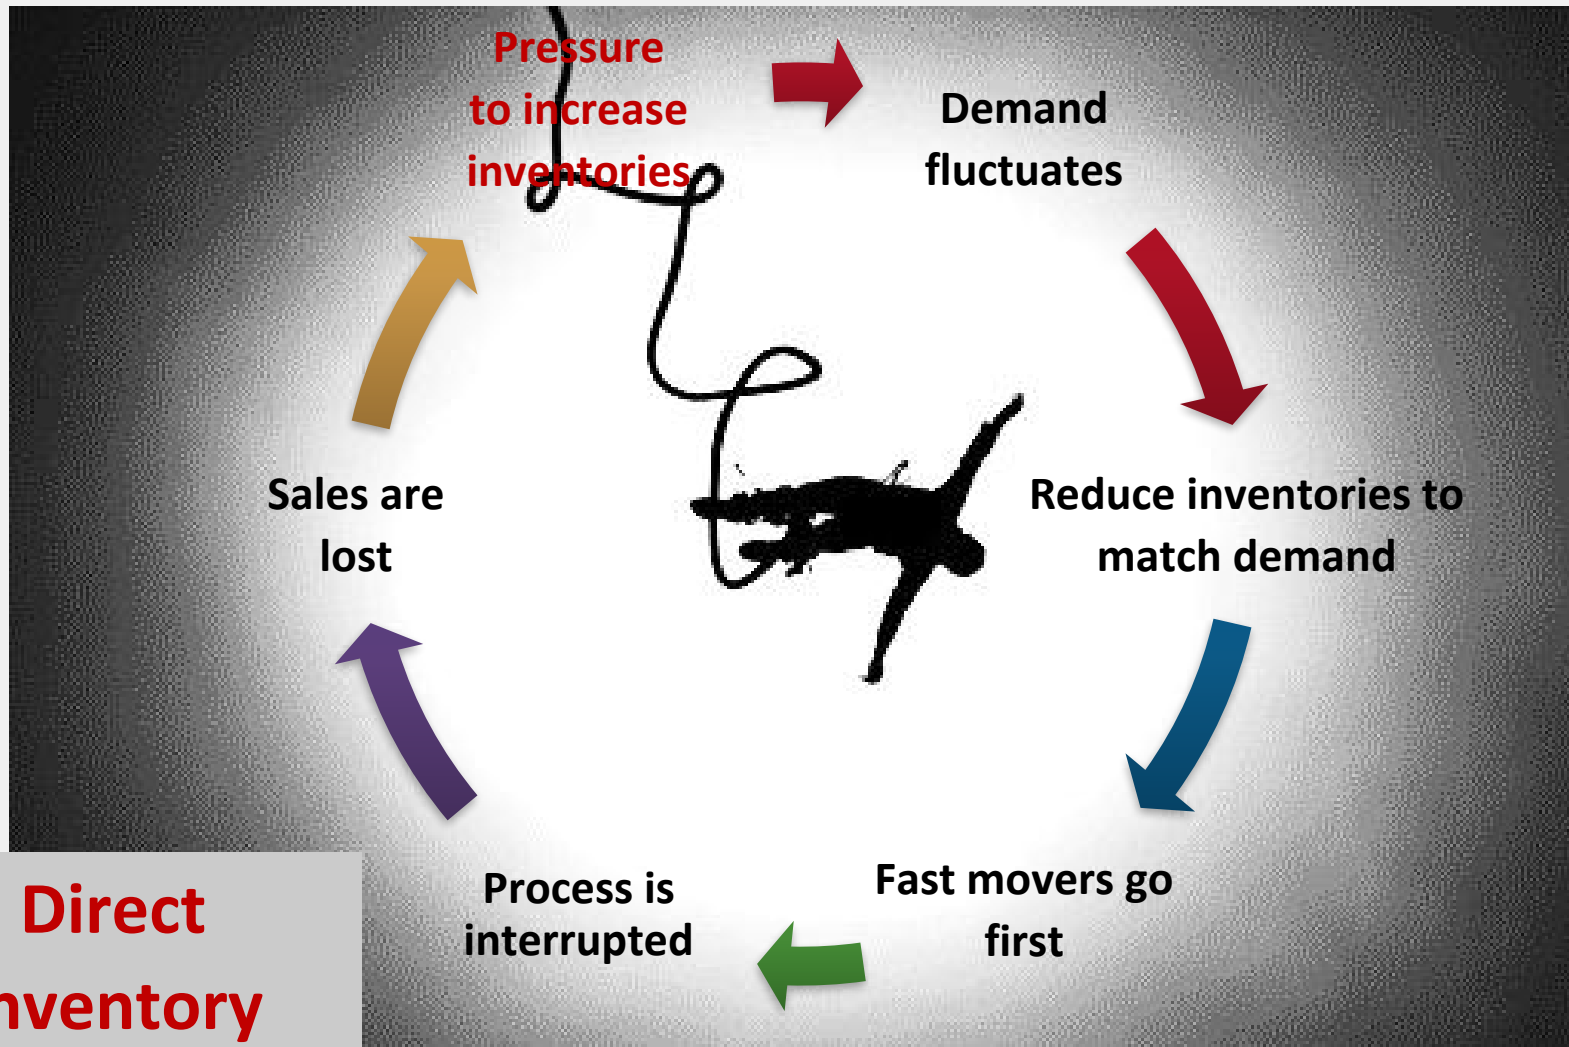 Pressure
to increase
inventories
Demand
fluctuates
Reduce inventories to
match demand
Fast movers go
first
Process is
interrupted
Sales are
lost
Direct
nventory